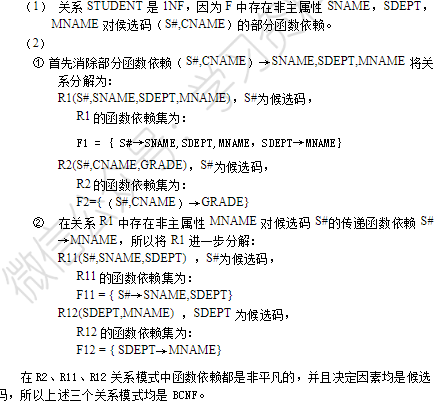 （1） 关系 STUDENT 是 1NF，因为 F 中存在非主属性 SNAME，SDEPT，
MNAME 对侯选码（S#,CNAME）的部分函数依赖。
（2）
① 首先消除部分函数依赖（S#,CNAME）→SNAME,SDEPT,MNAME 将关
系分解为：
R1(S#,SNAME,SDEPT,MNAME)，S#为候选码，
R1 的函数依赖集为：
F1 = { S#→SNAME,SDEPT,MNAME，SDEPT→MNAME}
R2(S#,CNAME,GRADE)，S#为候选码，
R2 的函数依赖集为：
F2={（S#,CNAME）→GRADE}
② 在关系 R1 中存在非主属性 MNAME 对候选码 S#的传递函数依赖 S#
→MNAME，所以将 R1 进一步分解：
R11(S#,SNAME,SDEPT) ，S#为候选码，
R11 的函数依赖集为：
F11 = { S#→SNAME,SDEPT}
R12(SDEPT,MNAME) ，SDEPT 为候选码，
R12 的函数依赖集为：
F12 = { SDEPT→MNAME}
在 R2、R11、R12 关系模式中函数依赖都是非平凡的，并且决定因素均是候选
码，所以上述三个关系模式均是 BCNF。